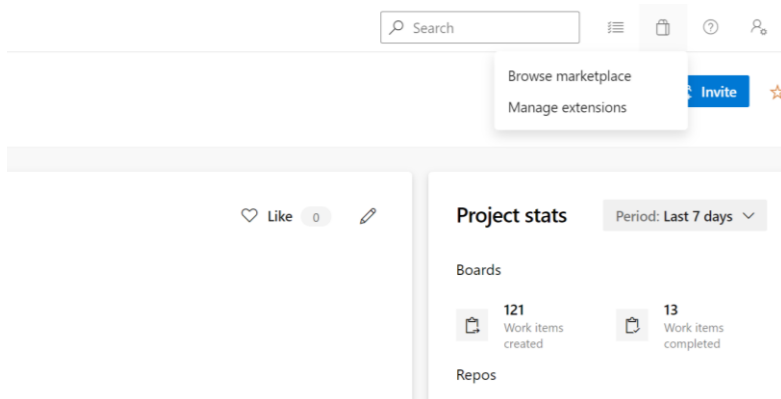 Search
Browse marketplace
Manage extensions
Invite
Like 0
Project stats
Period: Last 7 days
Boards
121
Work items
created
13
Work items
completed
Repos